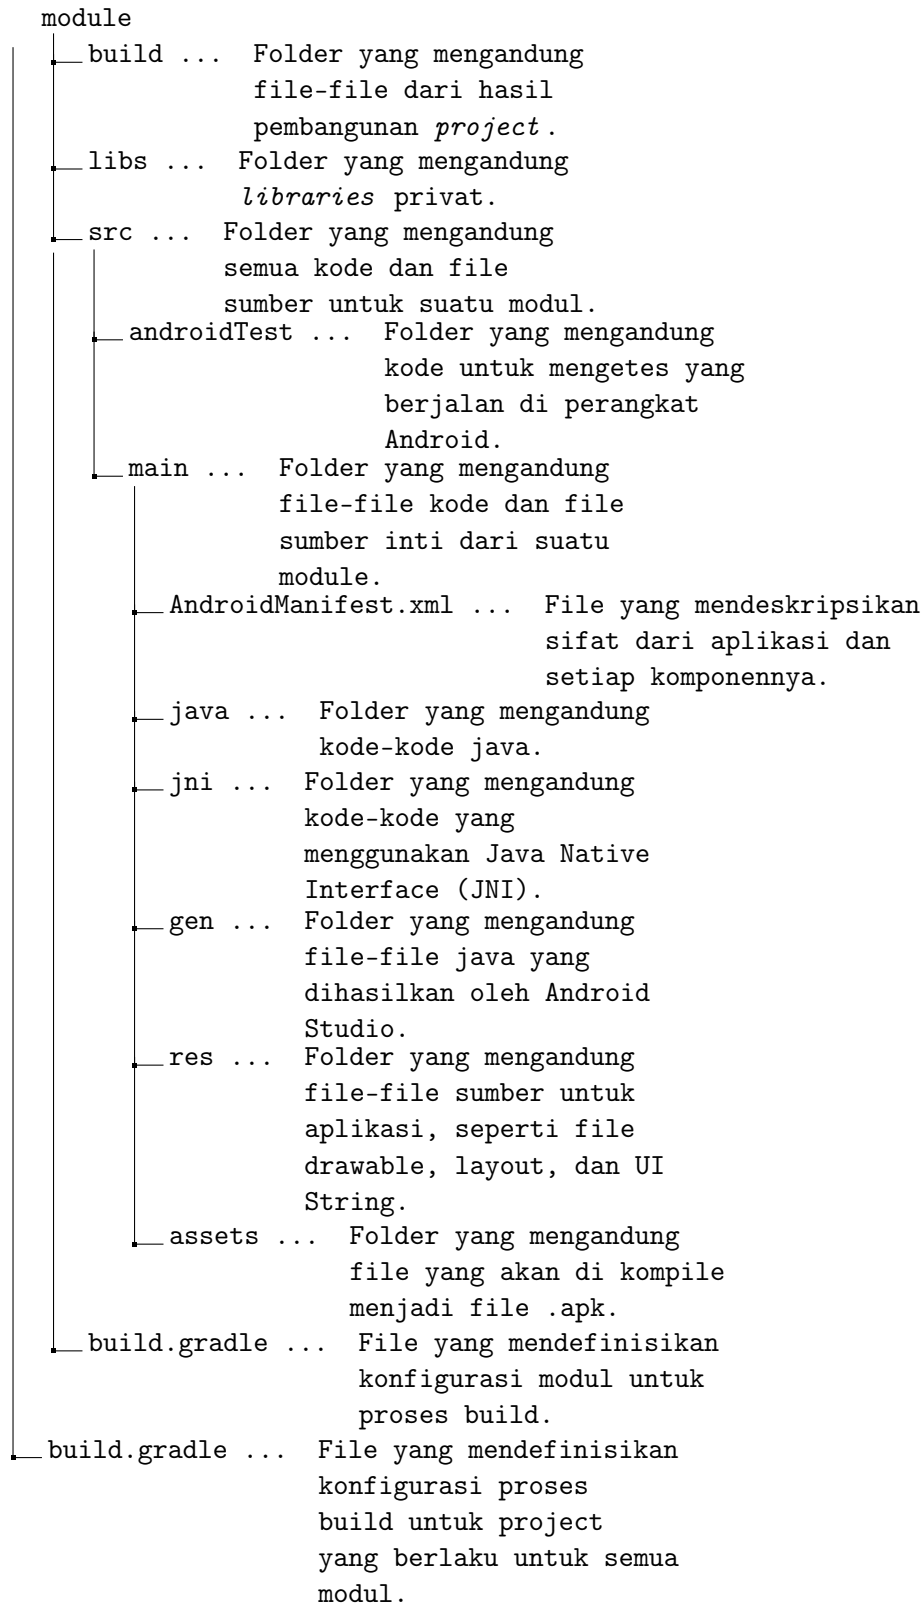 module
build ... Folder yang mengandung
file-file dari hasil
pembangunan project.
libs ... Folder yang mengandung
libraries privat.
src ... Folder yang mengandung
semua kode dan file
sumber untuk suatu modul.
androidTest ... Folder yang mengandung
kode untuk mengetes yang
berjalan di perangkat
Android.
main ... Folder yang mengandung
file-file kode dan file
sumber inti dari suatu
module.
AndroidManifest.xml ... File yang mendeskripsikan
sifat dari aplikasi dan
setiap komponennya.
java ... Folder yang mengandung
kode-kode java.
jni ... Folder yang mengandung
kode-kode yang
menggunakan Java Native
Interface (JNI).
gen ... Folder yang mengandung
file-file java yang
dihasilkan oleh Android
Studio.
res ... Folder yang mengandung
file-file sumber untuk
aplikasi, seperti file
drawable, layout, dan UI
String.
assets ... Folder yang mengandung
file yang akan di kompile
menjadi file .apk.
build.gradle ... File yang mendefinisikan
konfigurasi modul untuk
proses build.
build.gradle ... File yang mendefinisikan
konfigurasi proses
build untuk project
yang berlaku untuk semua
modul.